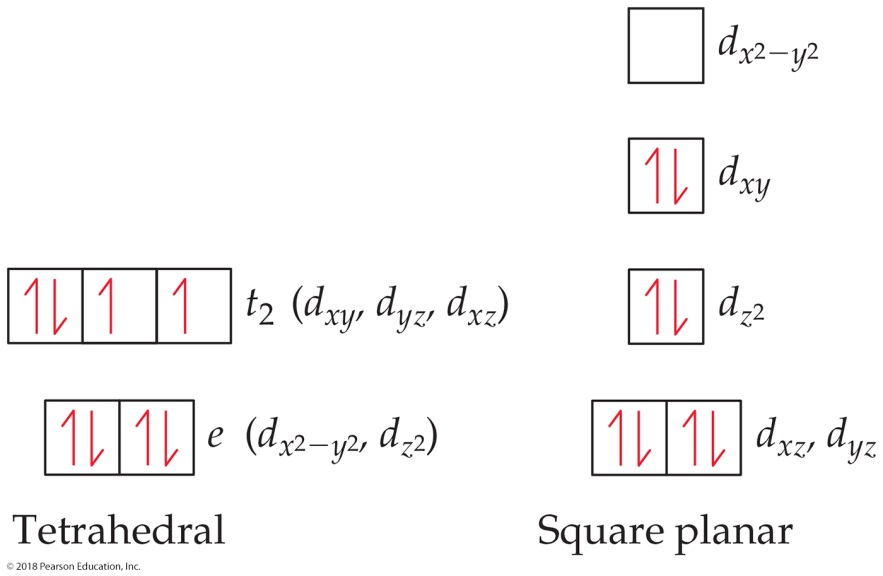 dx2−y2
dxy
t2 (dxy, dyz, dxz)
dz2
e (dx2−y2, dz2)
dxz, dyz
Tetrahedral
Square planar
© 2018 Pearson Education, Inc.